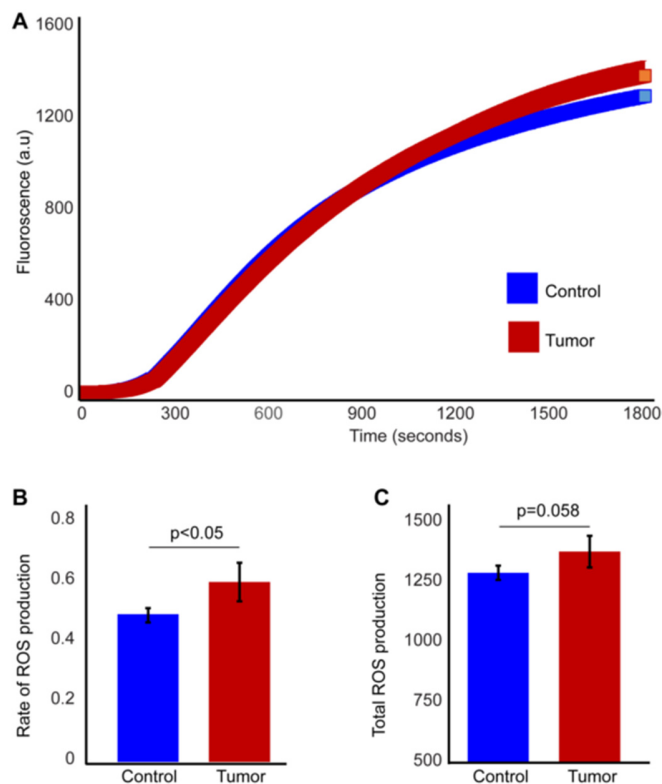 A
1600
1200
800
400
0
Fluoroscence (a.u)
Control
Tumor
0 300 600 900 1200 1500 1800
Time (seconds)
B
0.8
0.6
0.4
0.2
0
Rate of ROS production
p<0.05
Control Tumor
C
1500
1250
1000
750
500
Total ROS production
p=0.058
Control Tumor